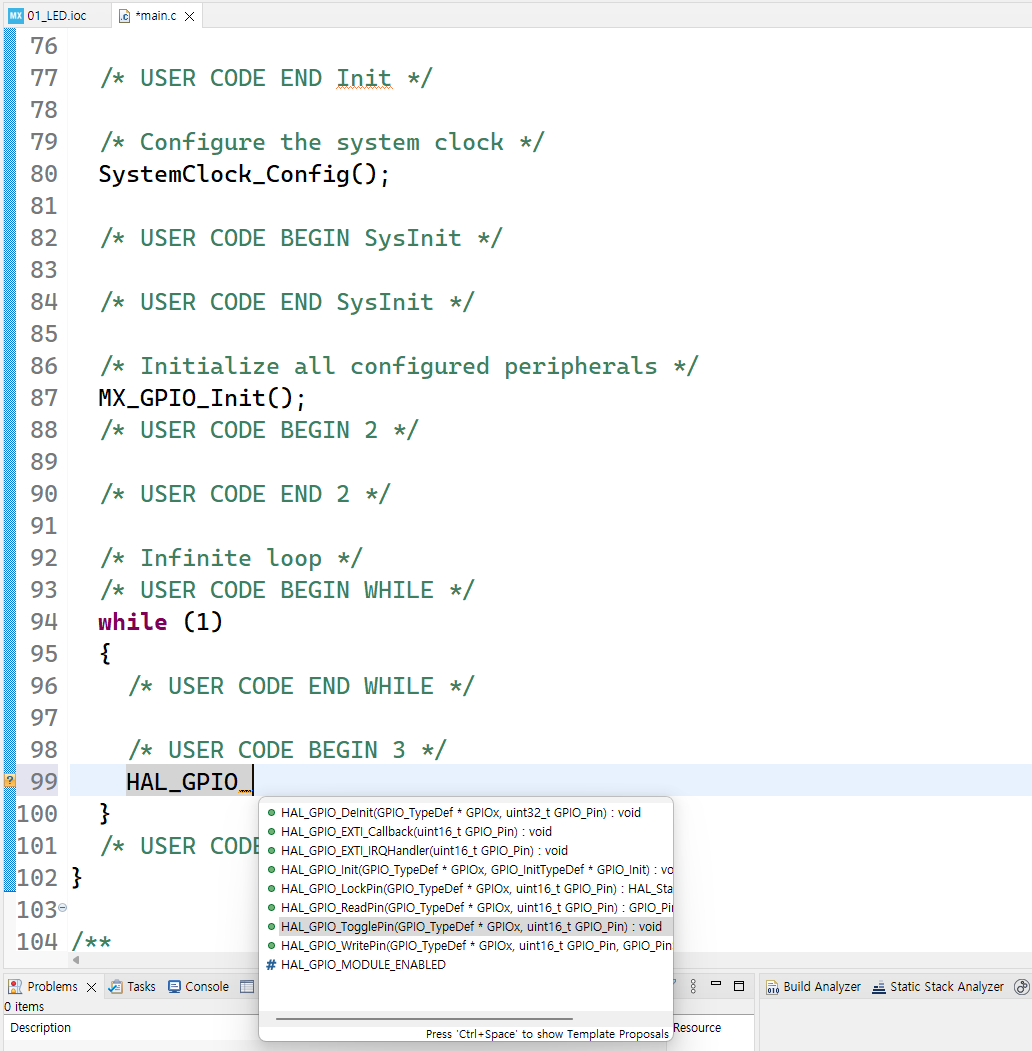 MX 01_LED.ioc
.c *main.c
76
77 /* USER CODE END Init */
78
79 /* Configure the system clock */
80 SystemClock_Config();
81
82 /* USER CODE BEGIN SysInit */
83
84 /* USER CODE END SysInit */
85
86 /* Initialize all configured peripherals */
87 MX_GPIO_Init();
88 /* USER CODE BEGIN 2 */
89
90 /* USER CODE END 2 */
91
92 /* Infinite loop */
93 /* USER CODE BEGIN WHILE */
94 while (1)
95 {
96 /* USER CODE END WHILE */
97
98 /* USER CODE BEGIN 3 */
99 HAL_GPIO_
100 }
101 /* USER CODE
102 }
103
104 /**
HAL_GPIO_DeInit(GPIO_TypeDef * GPIOx, uint32_t GPIO_Pin) : void
HAL_GPIO_EXTI_Callback(uint16_t GPIO_Pin) : void
HAL_GPIO_EXTI_IRQHandler(uint16_t GPIO_Pin) : void
HAL_GPIO_Init(GPIO_TypeDef * GPIOx, GPIO_InitTypeDef * GPIO_Init) : vo
HAL_GPIO_LockPin(GPIO_TypeDef * GPIOx, uint16_t GPIO_Pin) : HAL_Sta
HAL_GPIO_ReadPin(GPIO_TypeDef * GPIOx, uint16_t GPIO_Pin) : GPIO_Pi
HAL_GPIO_TogglePin(GPIO_TypeDef * GPIOx, uint16_t GPIO_Pin) : void
HAL_GPIO_WritePin(GPIO_TypeDef * GPIOx, uint16_t GPIO_Pin, GPIO_Pin
# HAL_GPIO_MODULE_ENABLED
Press 'Ctrl+Space' to show Template Proposals
Problems Tasks Console
0 items
Description
Resource
Build Analyzer Static Stack Analyzer